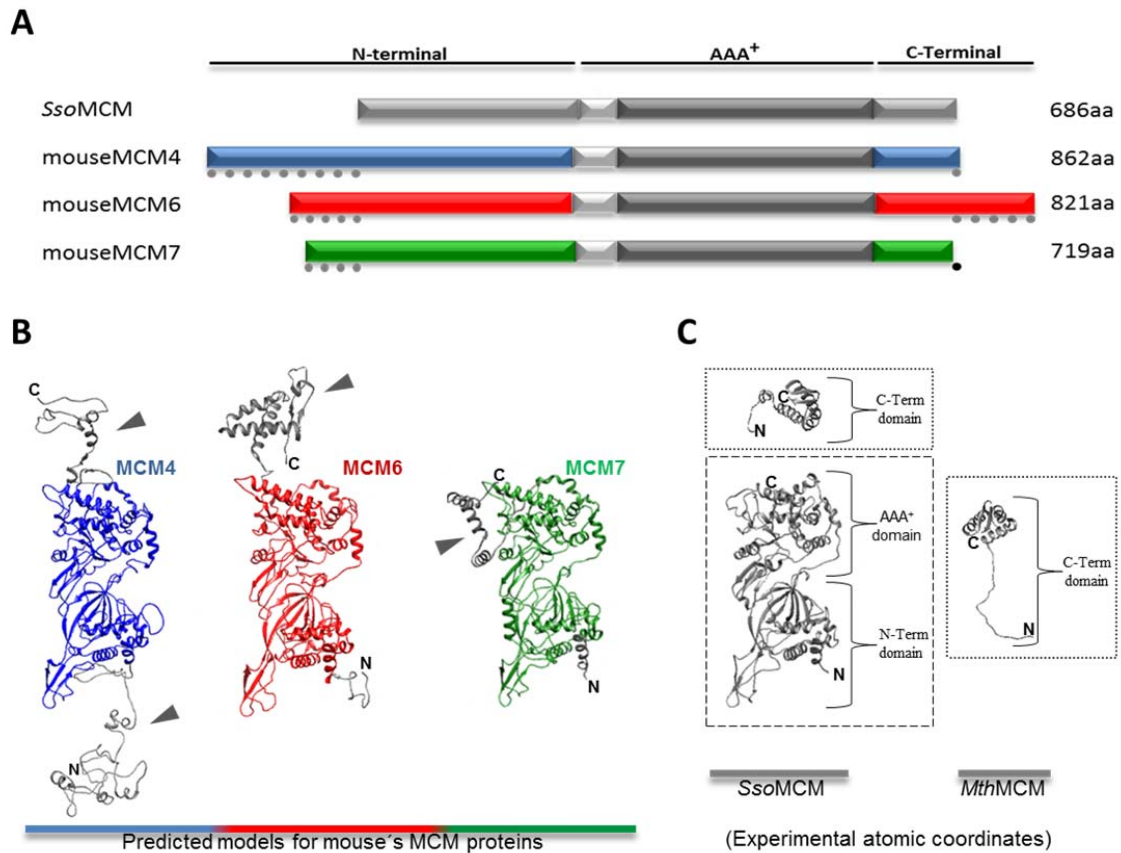 A
N-terminal AAA+ C-Terminal
SsoMCM 686aa
mouseMCM4 862aa
mouseMCM6 821aa
mouseMCM7 719aa
B
C
MCM4
N
C
MCM6
N
C
MCM7
N
Predicted models for mouse´s MCM proteins
C
C
N
C-Term
domain
C
AAA+
domain
N-Term
domain
N
C
N
C-Term
domain
SsoMCM
MthMCM
(Experimental atomic coordinates)